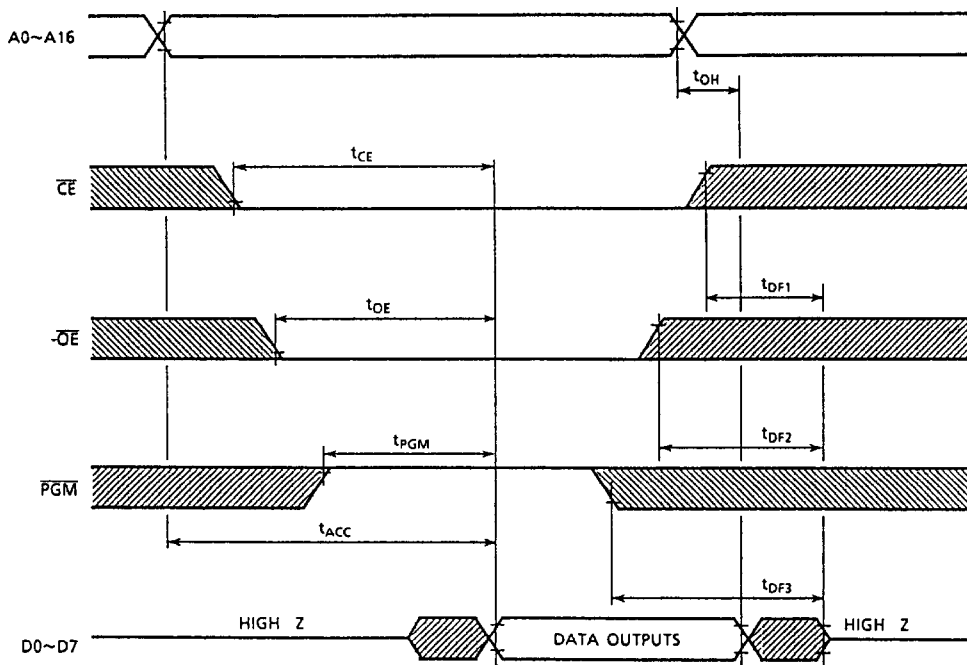 A0~A16
tOH
tCE
CE
tDF1
tOE
-OE
tDF2
tPGM
PGM
tACC
tDF3
HIGH Z
DATA OUTPUTS
HIGH Z
D0~D7